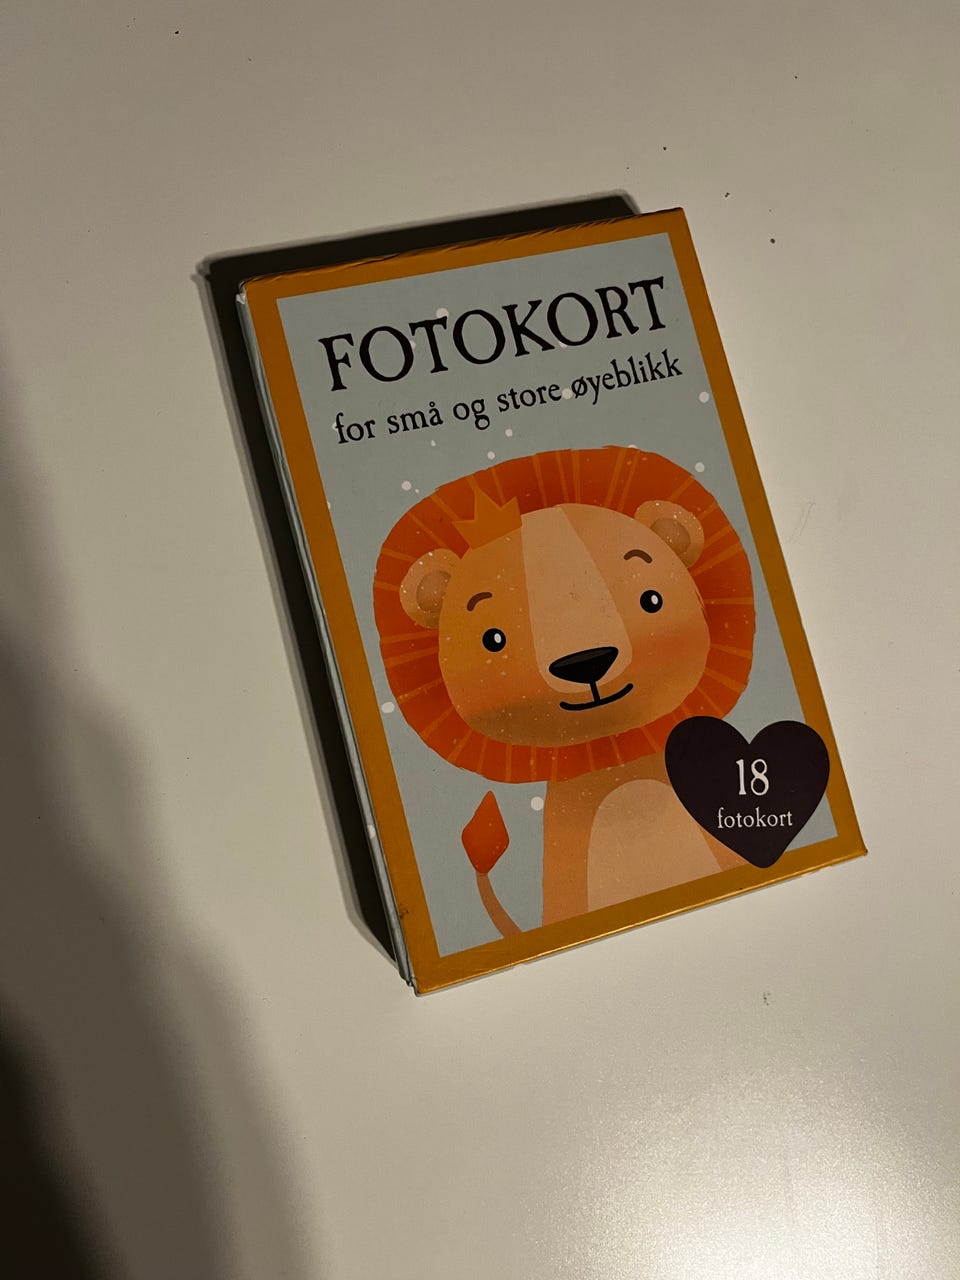 FOTOKORT
for små og store øyeblikk
18
fotokort